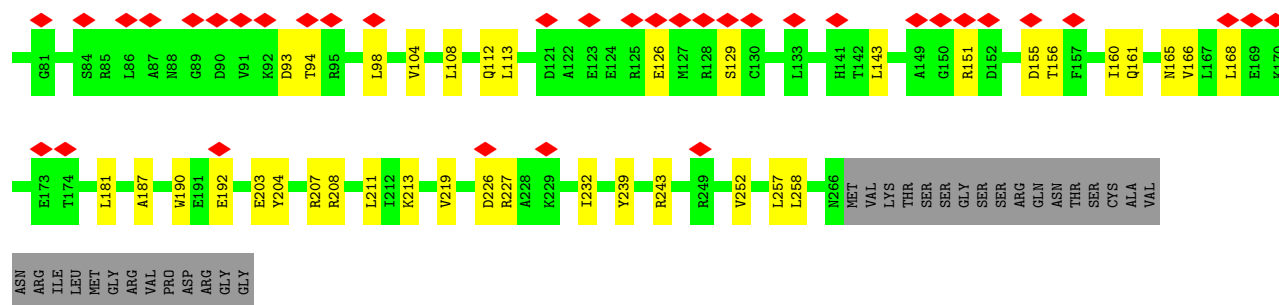 G81 S84 R85 L86 A87 N88 G89 D90 V91 K92 D93 T94 R95 L98 V104 L108 Q112 L113 D121 A122 E123 E124 R125 E126 M127 R128 S129 C130 L133 H141 T142 L143 A149 G150 R151 D152 D155 T156 F157 I160 Q161 N165 V166 L167 L168 E169 K170
E173 T174 L181 A187 W190 E191 E192 E203 Y204 R207 R208 L211 I212 K213 V219 D226 R227 A228 K229 I232 Y239 R243 R249 V252 L257 L258 N266 MET VAL LYS THR SER SER GLY SER SER ARG GLN ASN THR SER CYS ALA VAL
ASN ARG ILE LEU MET GLY ARG VAL PRO ASP ARG GLY GLY